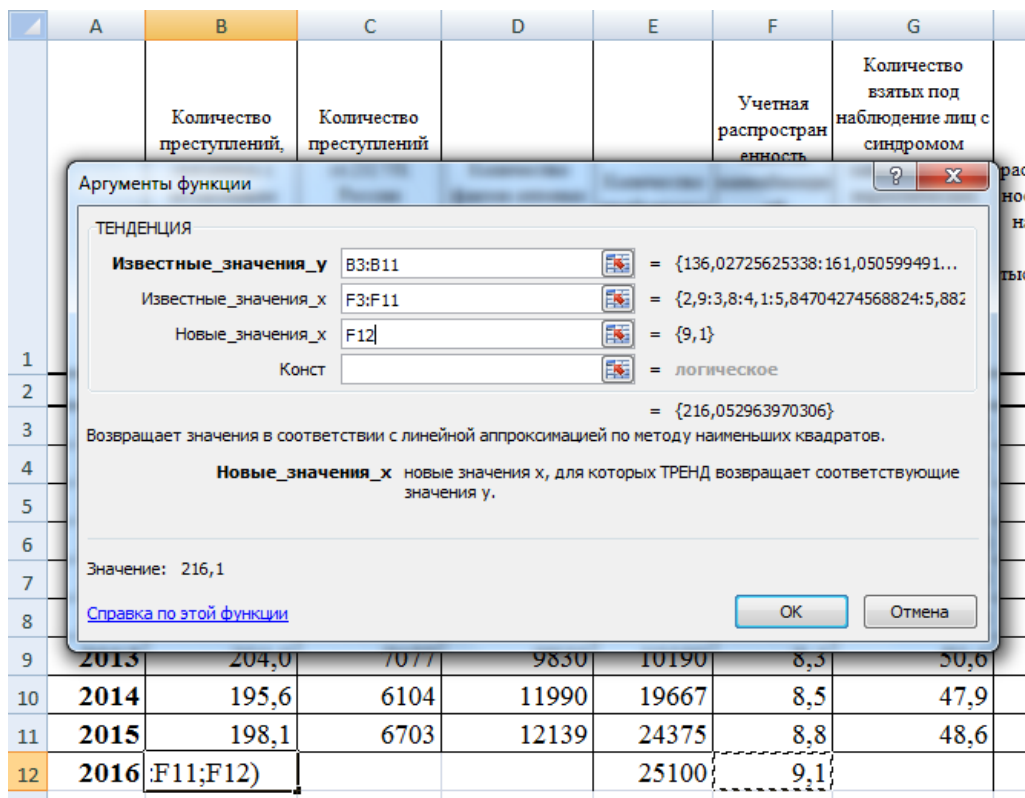 A B C D E F G
Количество
преступлений,
Количество
преступлений
Учетная
распростран
енность
Количество
взятых под
наблюдение лиц с
синдромом
Аргументы функции
ТЕНДЕНЦИЯ
Известные_значения_y B3:B11 = {136,02725625338:161,050599491...
Известные_значения_x F3:F11 = {2,9:3,8:4,1:5,84704274568824:5,882
Новые_значения_x F12 = {9,1}
Конст = логическое
= {216,052963970306}
Возвращает значения в соответствии с линейной аппроксимацией по методу наименьших квадратов.
Новые_значения_x новые значения x, для которых ТРЕНД возвращает соответствующие
значения y.
Значение: 216,1
Справка по этой функции OK Отмена
1
2
3
4
5
6
7
8
9 2013 204,0 7077 9830 10190 8,3 50,6
10 2014 195,6 6104 11990 19667 8,5 47,9
11 2015 198,1 6703 12139 24375 8,8 48,6
12 2016 :F11;F12) 25100 9,1